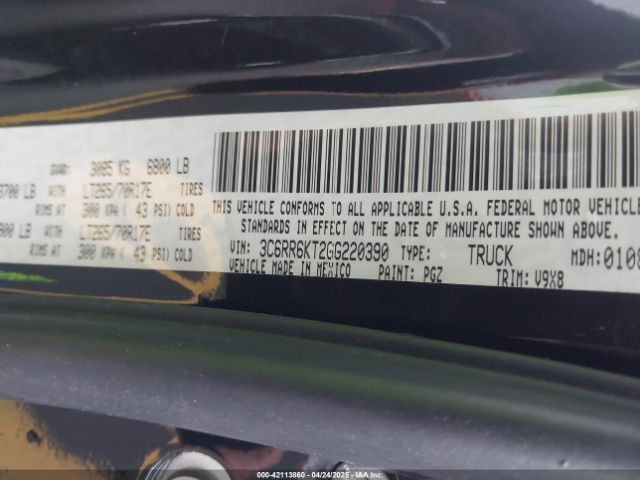 GVWR: 3085 KG 6800 LB
3700 LB WITH LT265/70R17E TIRES
RIMS AT 300 KPA ( 43 PSI) COLD
900 LB WITH LT265/70R17E TIRES
RIMS AT 300 KPA ( 43 PSI) COLD
THIS VEHICLE CONFORMS TO ALL APPLICABLE U.S.A. FEDERAL MOTOR VEHICLE
STANDARDS IN EFFECT ON THE DATE OF MANUFACTURE SHOWN ABOVE.
VIN: 3C6RR6KT2GG220390 TYPE: TRUCK MDH: 0108
VEHICLE MADE IN MEXICO PAINT: PGZ TRIM: V9X8
000-42113860 - 04/24/2025 - IAAI.COM